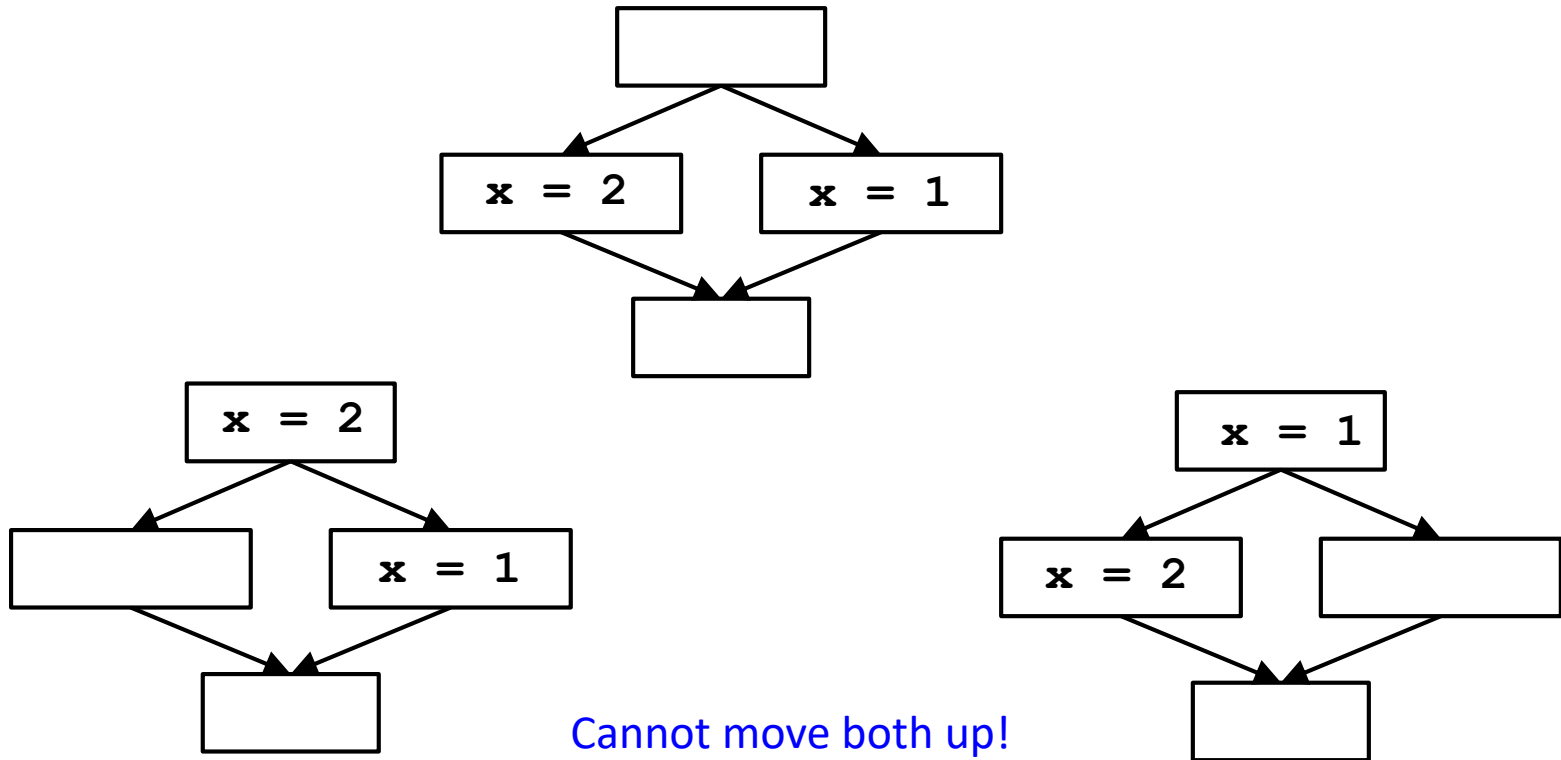 x = 2
x = 1
x = 2
x = 1
x = 1
x = 2
Cannot move both up!